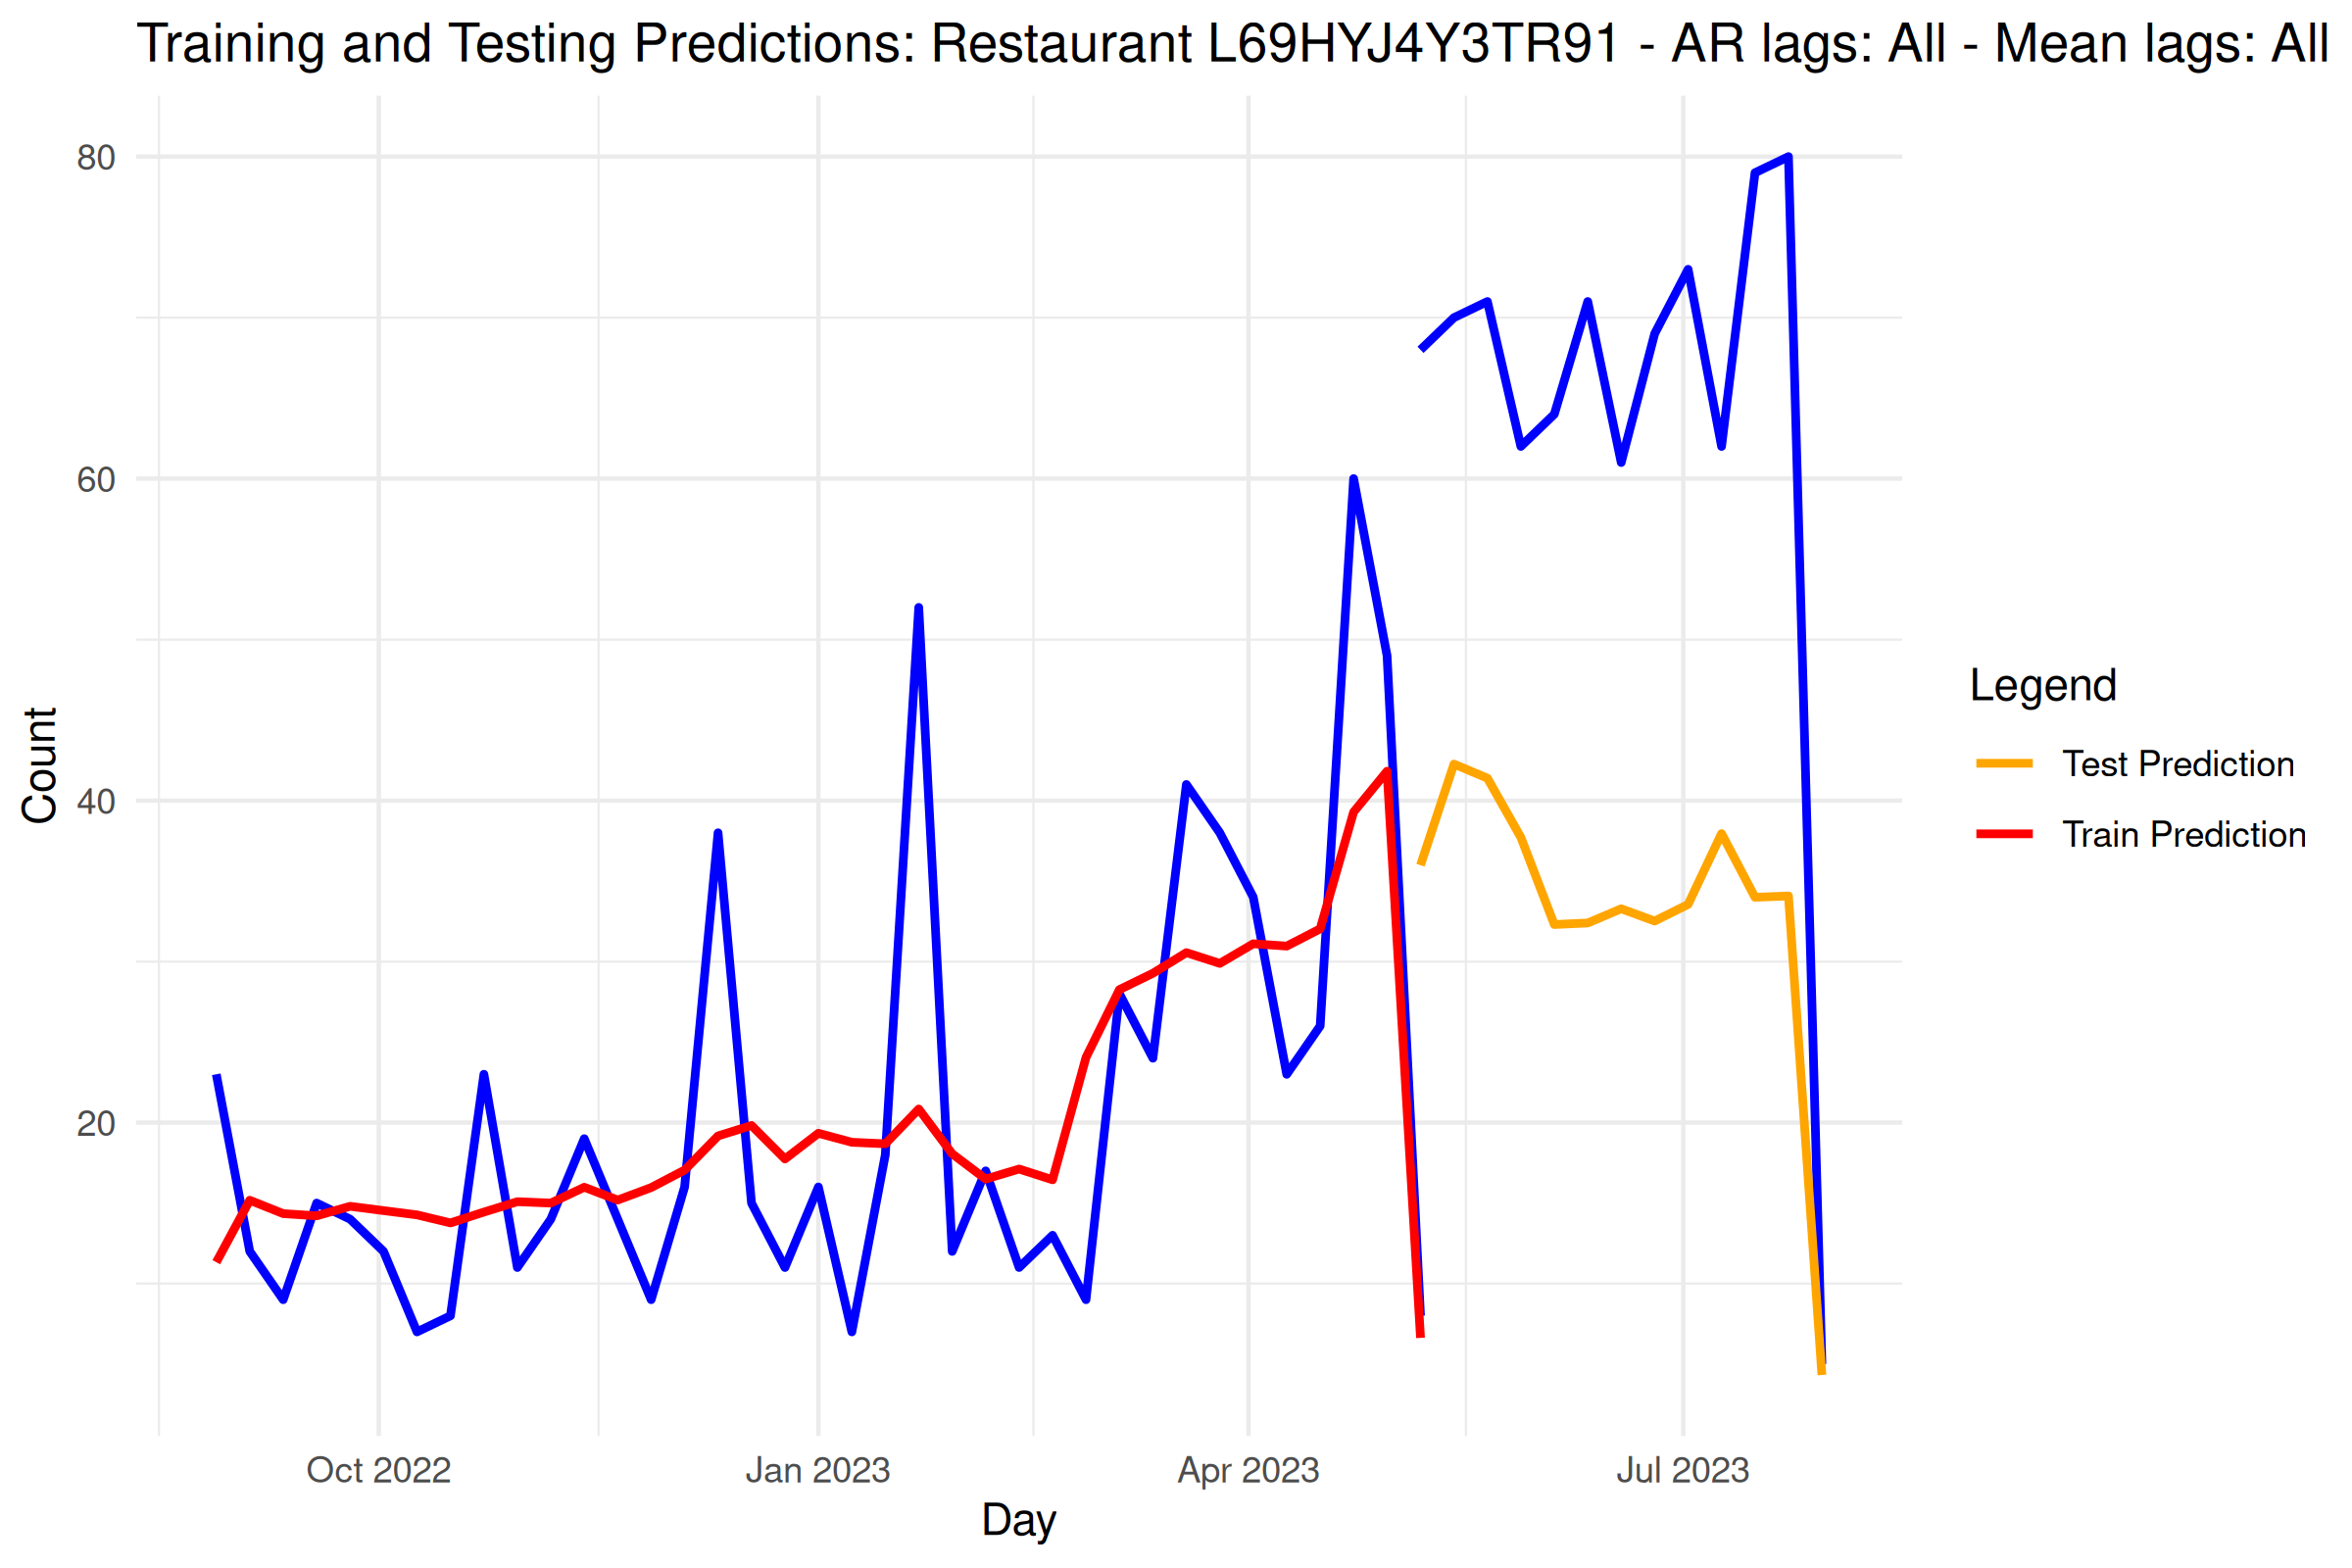 Training and Testing Predictions: Restaurant L69HYJ4Y3TR91 - AR lags: All - Mean lags: All
80
60
40
20
Count
Oct 2022
Jan 2023
Apr 2023
Jul 2023
Day
Legend
Test Prediction
Train Prediction